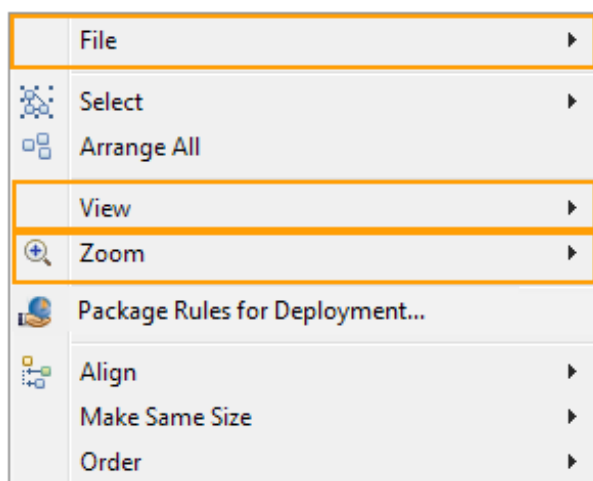 File
Select
Arrange All
View
Zoom
Package Rules for Deployment...
Align
Make Same Size
Order